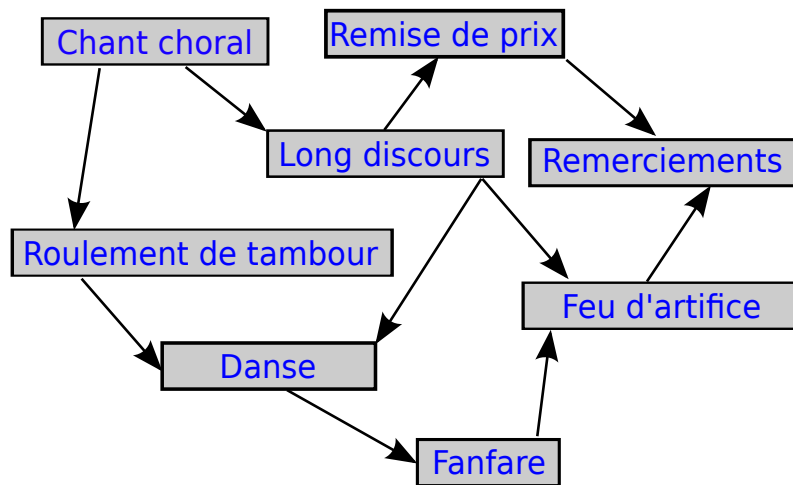 Chant choral
Remise de prix
Long discours
Remerciements
Roulement de tambour
Feu d'artifice
Danse
Fanfare